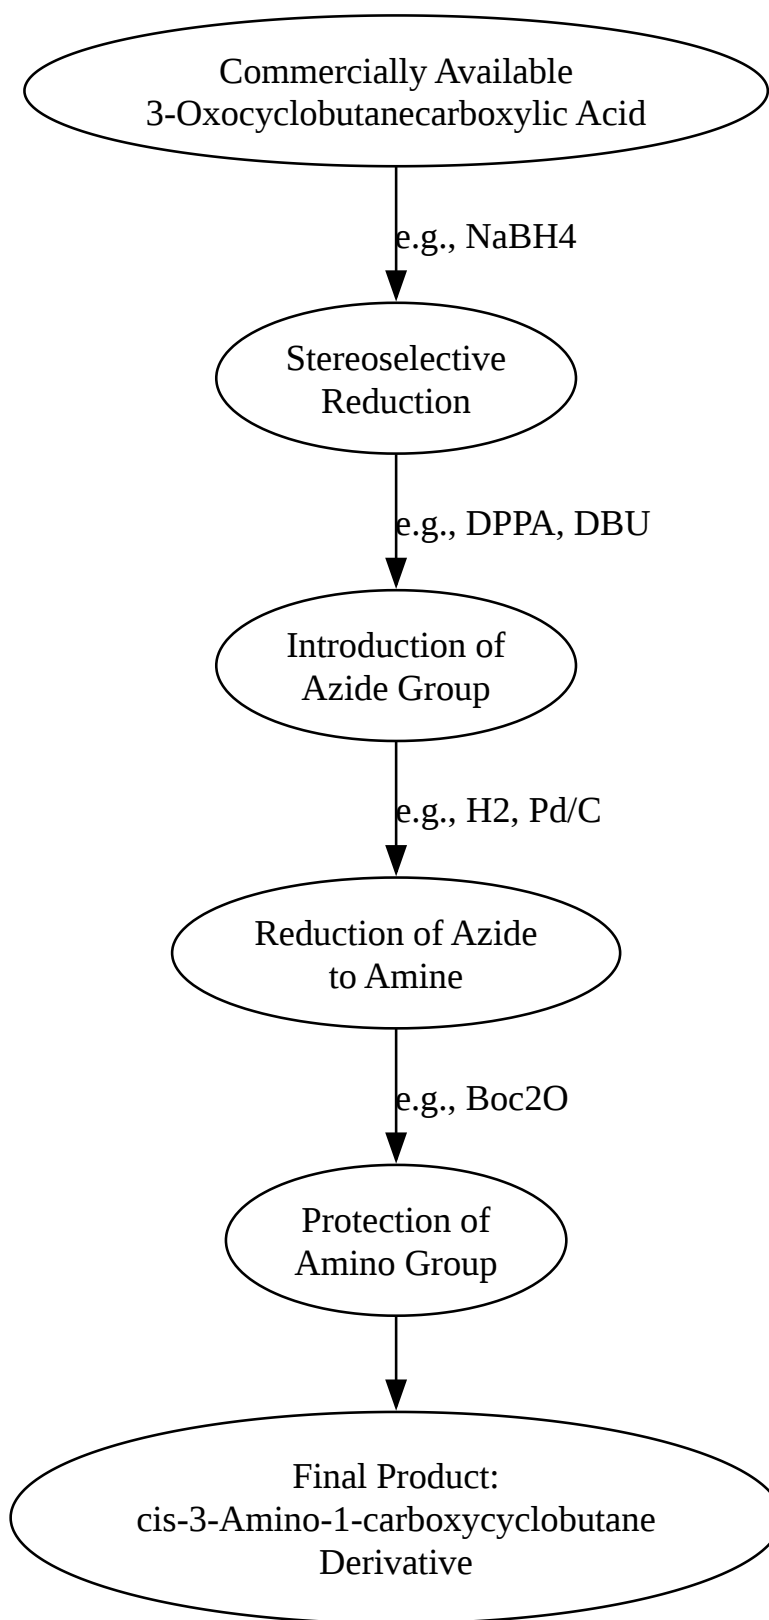 Commercially Available
3-Oxocyclobutanecarboxylic Acid
e.g., NaBH4
Stereoselective
Reduction
e.g., DPPA, DBU
Introduction of
Azide Group
e.g., H2, Pd/C
Reduction of Azide
to Amine
e.g., Boc2O
Protection of
Amino Group
Final Product:
cis-3-Amino-1-carboxycyclobutane
Derivative